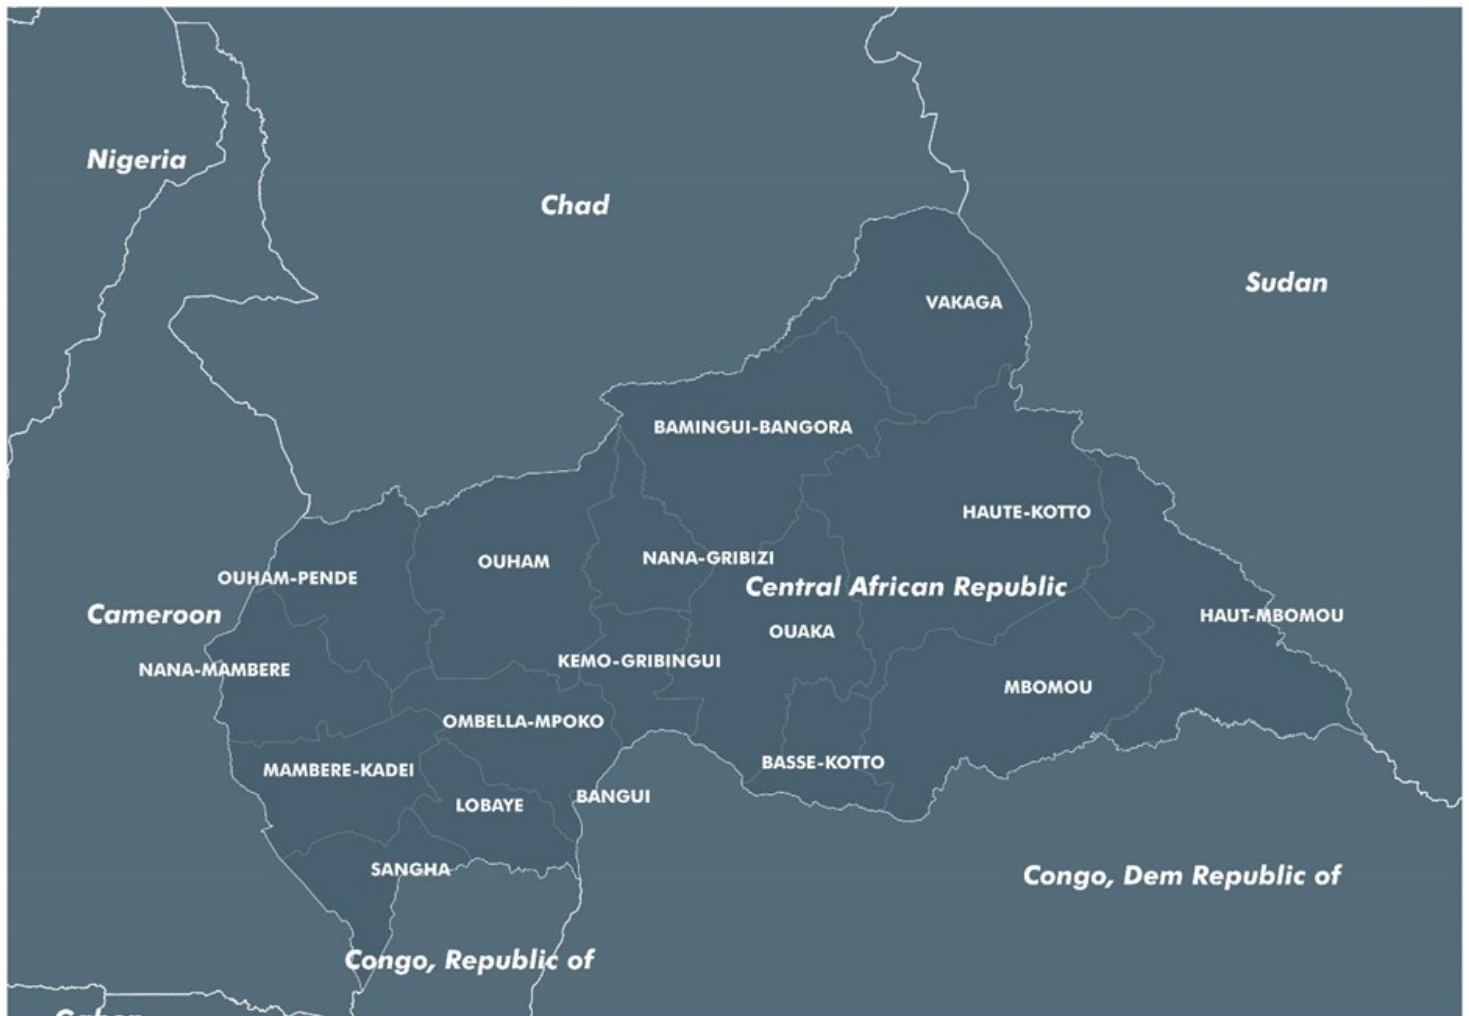 Nigeria
Chad
Sudan
VAKAGA
BAMINGUI-BANGORA
HAUTE-KOTTO
OUHAM
NANA-GRIBIZI
OUHAM-PENDE
Central African Republic
Cameroon
HAUT-MBOMOU
OUAKA
KEMO-GRIBINGUI
NANA-MAMBERE
MBOMOU
OMBELLA-MPOKO
BASSE-KOTTO
MAMBERE-KADEI
BANGUI
LOBAYE
SANGHA
Congo, Dem Republic of
Congo, Republic of